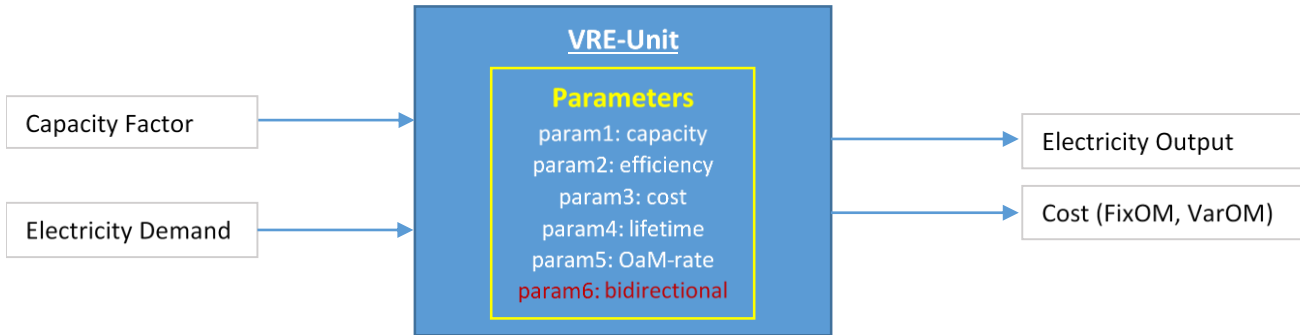 VRE-Unit
Parameters
Capacity Factor
param1: capacity
param2: efficiency
param3: cost
param4: lifetime
param5: OaM-rate
param6: bidirectional
Electricity Demand
Electricity Output
Cost (FixOM, VarOM)